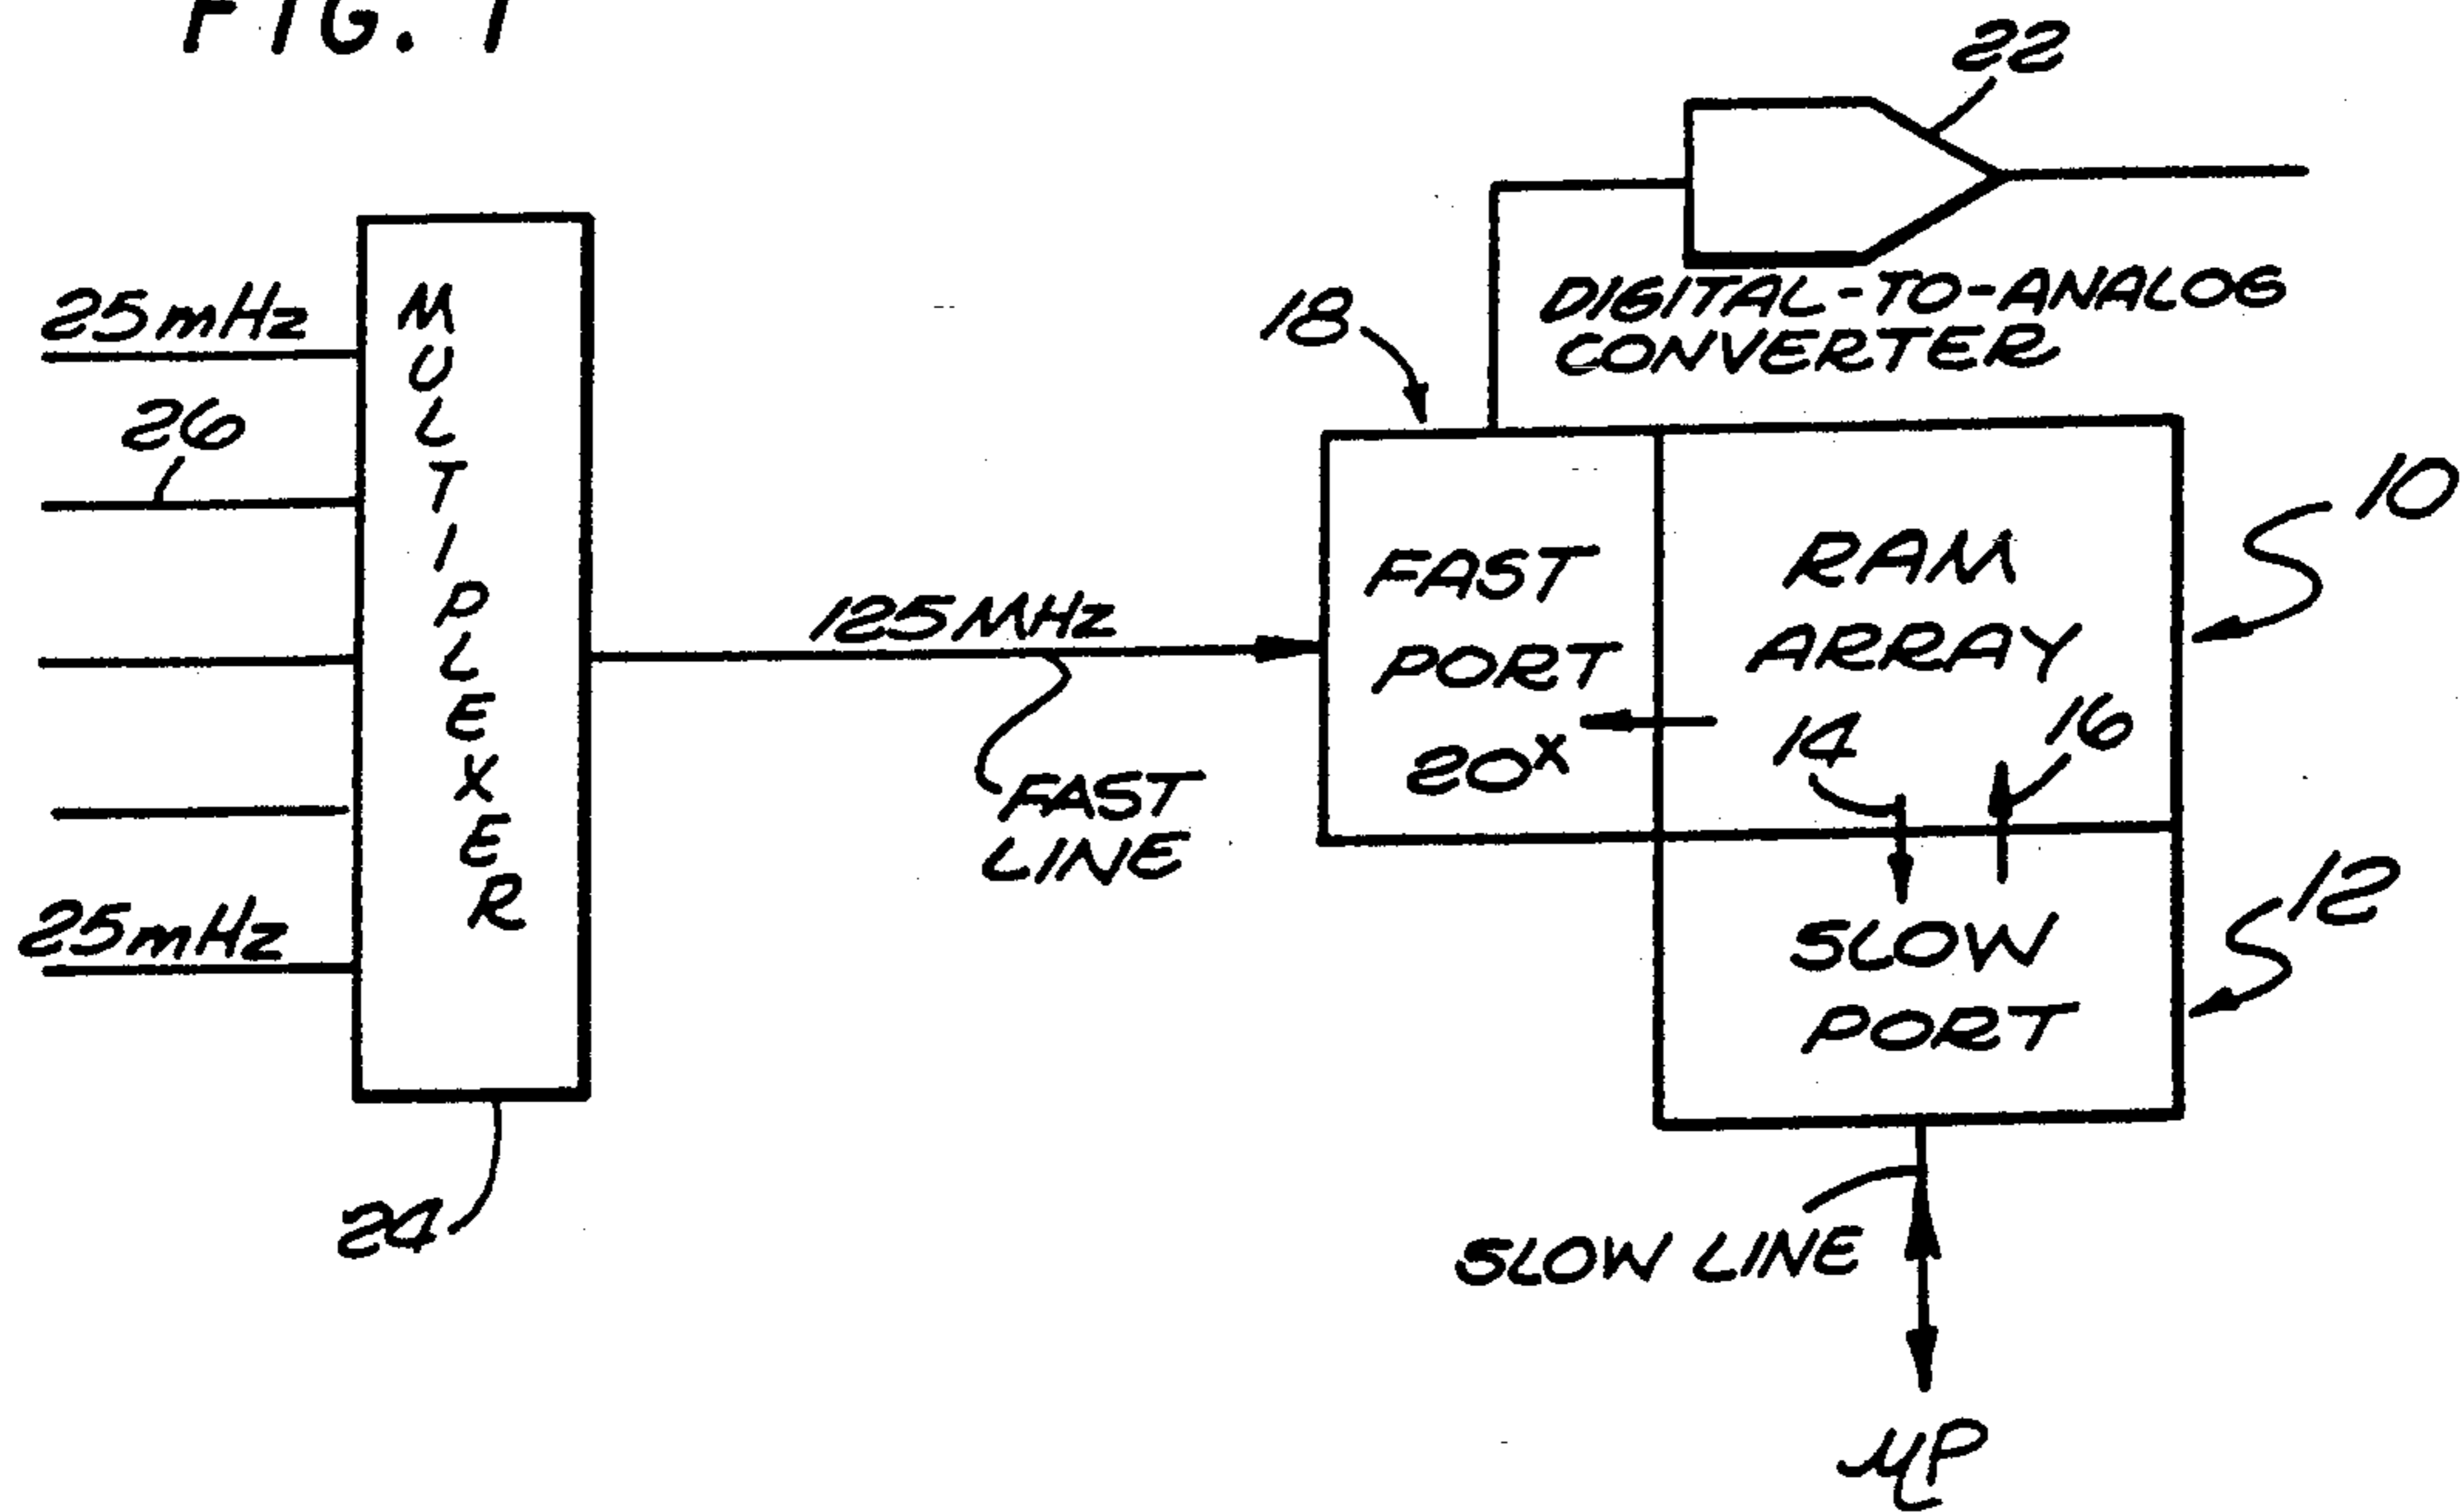 FIG. 1
22
25mHz
MULTIPLEXER
26
25mHz
24
125MHz
FAST
LINE
18
DIGITAL-TO-ANALOG
CONVERTER
FAST
PORT
20x
RAM
ARRAY
10
14
16
SLOW
PORT
12
SLOW LINE
μP